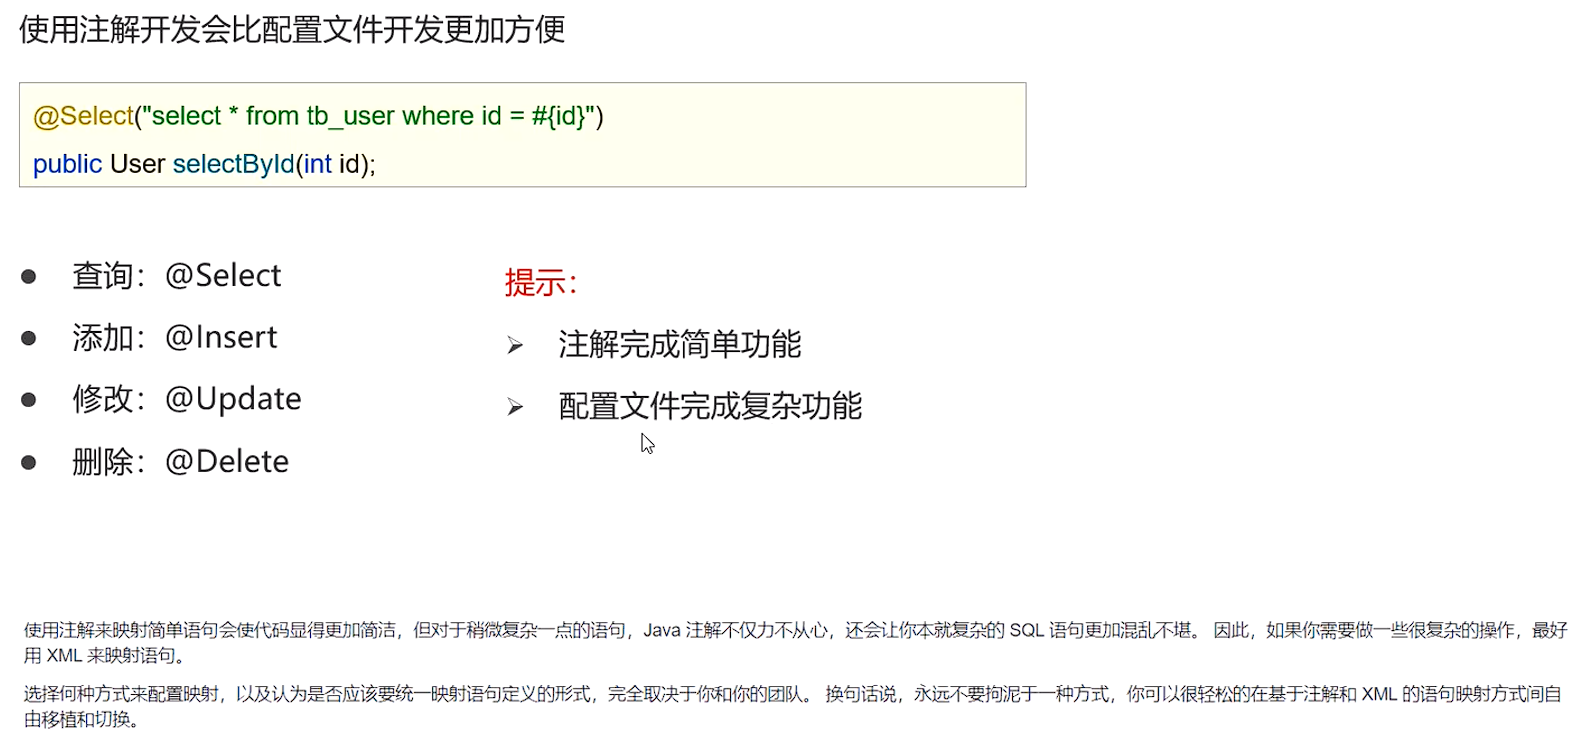 使用注解开发会比配置文件开发更加方便
@Select("select * from tb_user where id = #{id}")
public User selectById(int id);
● 查询：@Select
● 添加：@Insert
● 修改：@Update
● 删除：@Delete
提示：
➢ 注解完成简单功能
➢ 配置文件完成复杂功能
使用注解来映射简单语句会使代码显得更加简洁，但对于稍微复杂一点的语句，Java 注解不仅力不从心，还会让你本就复杂的 SQL 语句更加混乱不堪。 因此，如果你需要做一些很复杂的操作，最好
用 XML 来映射语句。
选择何种方式来配置映射，以及认为是否应该要统一映射语句定义的形式，完全取决于你和你的团队。 换句话说，永远不要拘泥于一种方式，你可以很轻松的在基于注解和 XML 的语句映射方式间自
由移植和切换。